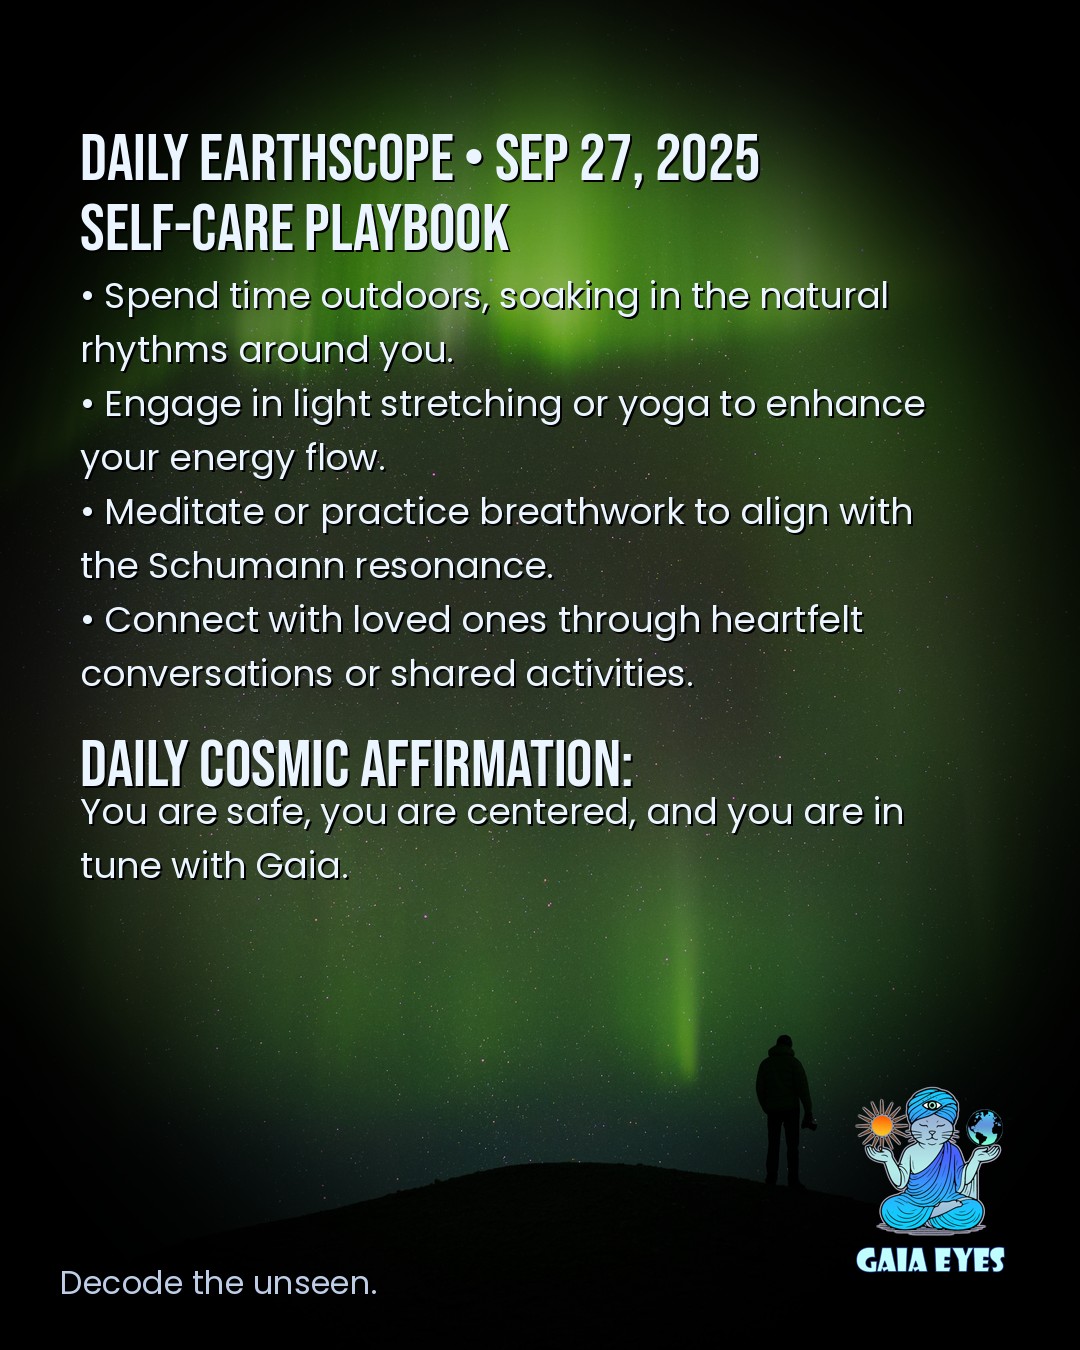 DAILY EARTHSCOPE • SEP 27, 2025
SELF-CARE PLAYBOOK
• Spend time outdoors, soaking in the natural
rhythms around you.
• Engage in light stretching or yoga to enhance
your energy flow.
• Meditate or practice breathwork to align with
the Schumann resonance.
• Connect with loved ones through heartfelt
conversations or shared activities.
DAILY COSMIC AFFIRMATION:
You are safe, you are centered, and you are in
tune with Gaia.
GAIA EYES
Decode the unseen.